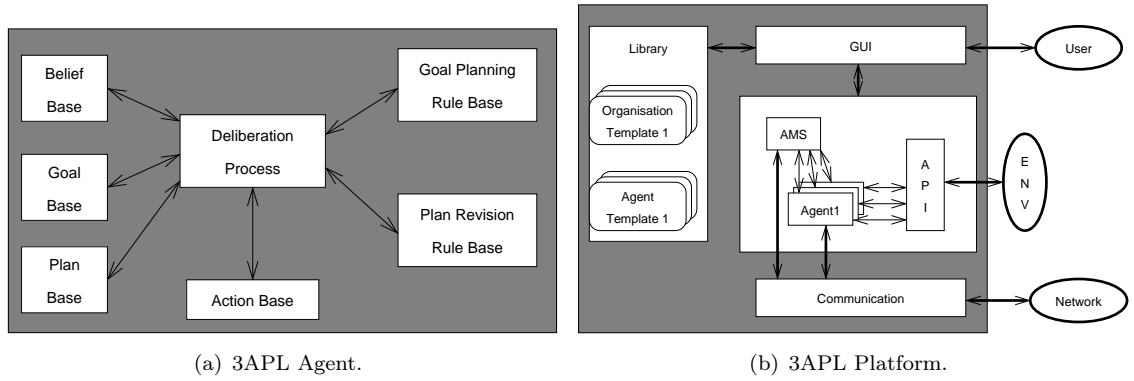 Belief
Base
Goal
Base
Plan
Base
Deliberation
Process
Action Base
Goal Planning
Rule Base
Plan Revision
Rule Base
(a) 3APL Agent.
Library
Organisation
Template 1
Agent
Template 1
GUI
AMS
Agent1
A
P
I
Communication
User
E
N
V
Network
(b) 3APL Platform.